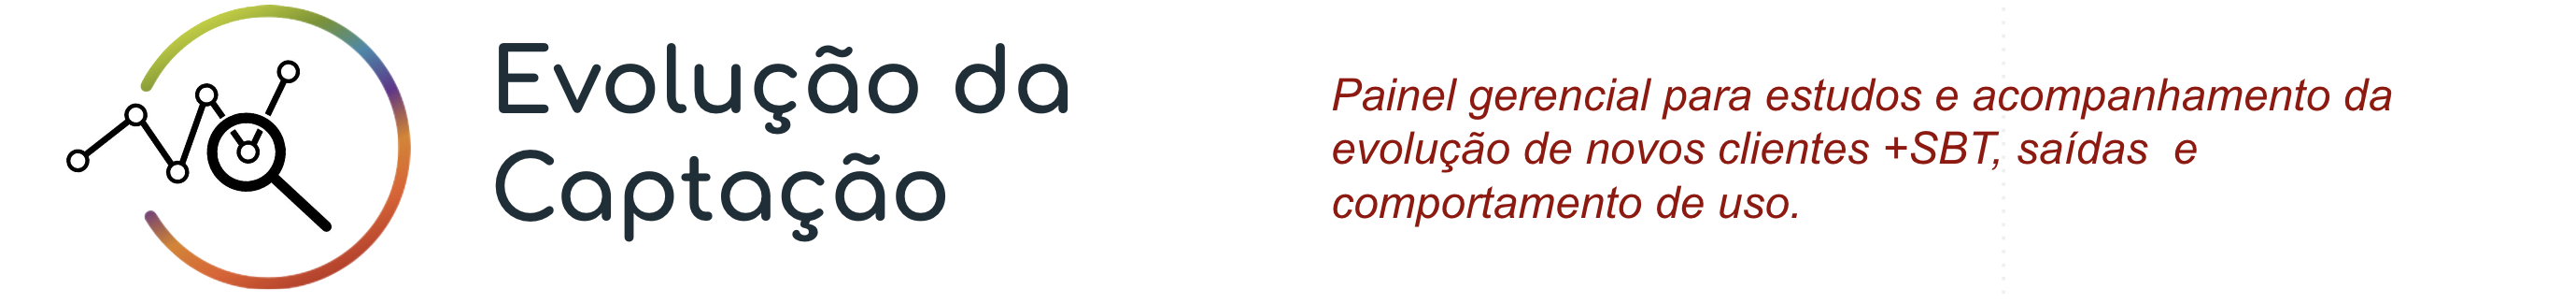 Evolução da
Captação
Painel gerencial para estudos e acompanhamento da
evolução de novos clientes +SBT, saídas  e
comportamento de uso.